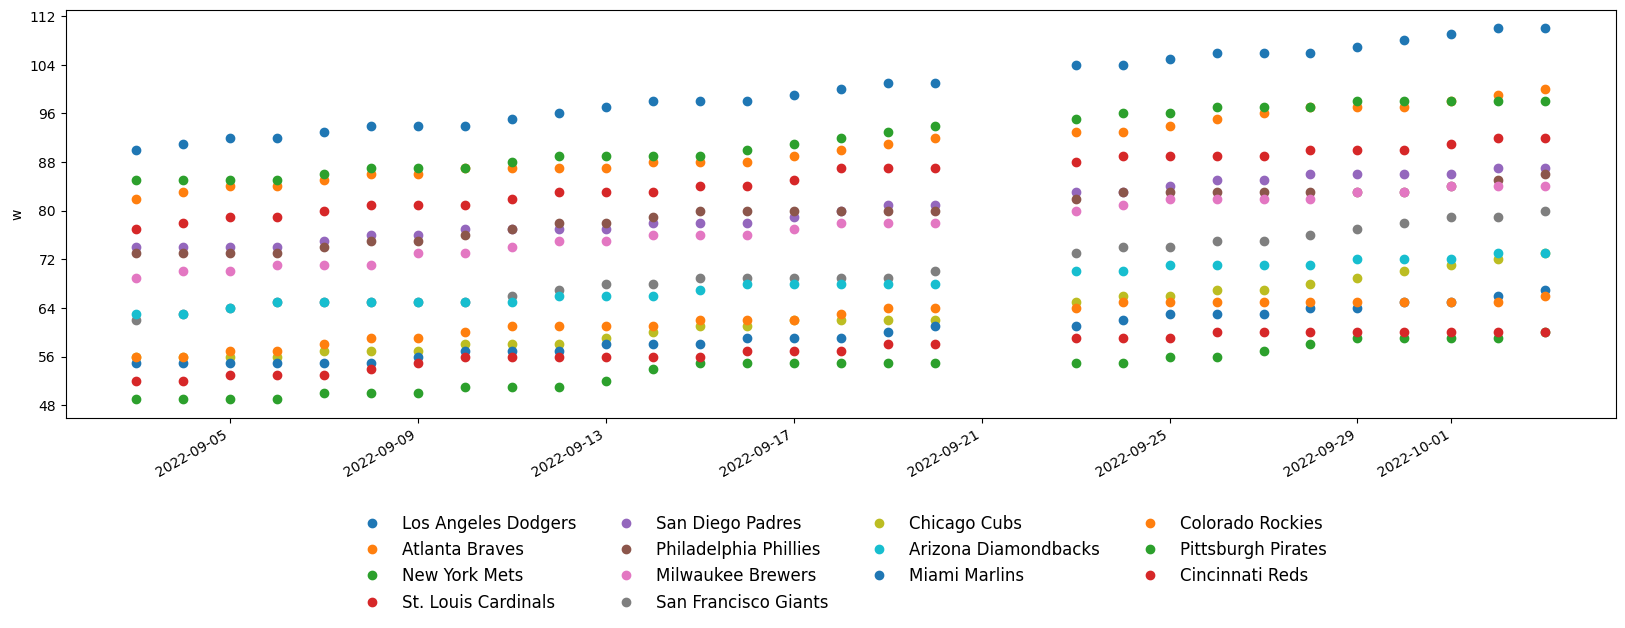 112
104
96
88
80
72
64
56
48
w
2022-09-05
2022-09-09
2022-09-13
2022-09-17
2022-09-21
2022-09-25
2022-09-29
2022-10-01
Los Angeles Dodgers
Atlanta Braves
New York Mets
St. Louis Cardinals
San Diego Padres
Philadelphia Phillies
Milwaukee Brewers
San Francisco Giants
Chicago Cubs
Arizona Diamondbacks
Miami Marlins
Colorado Rockies
Pittsburgh Pirates
Cincinnati Reds